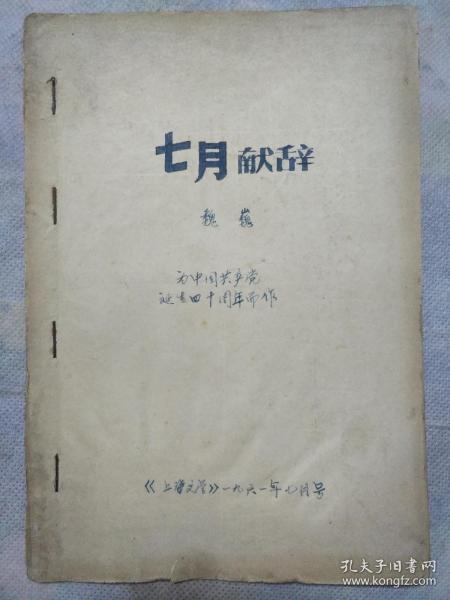 七月献辞
魏巍
为中国共产党
诞生四十周年而作
《上海文学》一九六一年七月号
孔夫子旧书网
www.kongfz.com